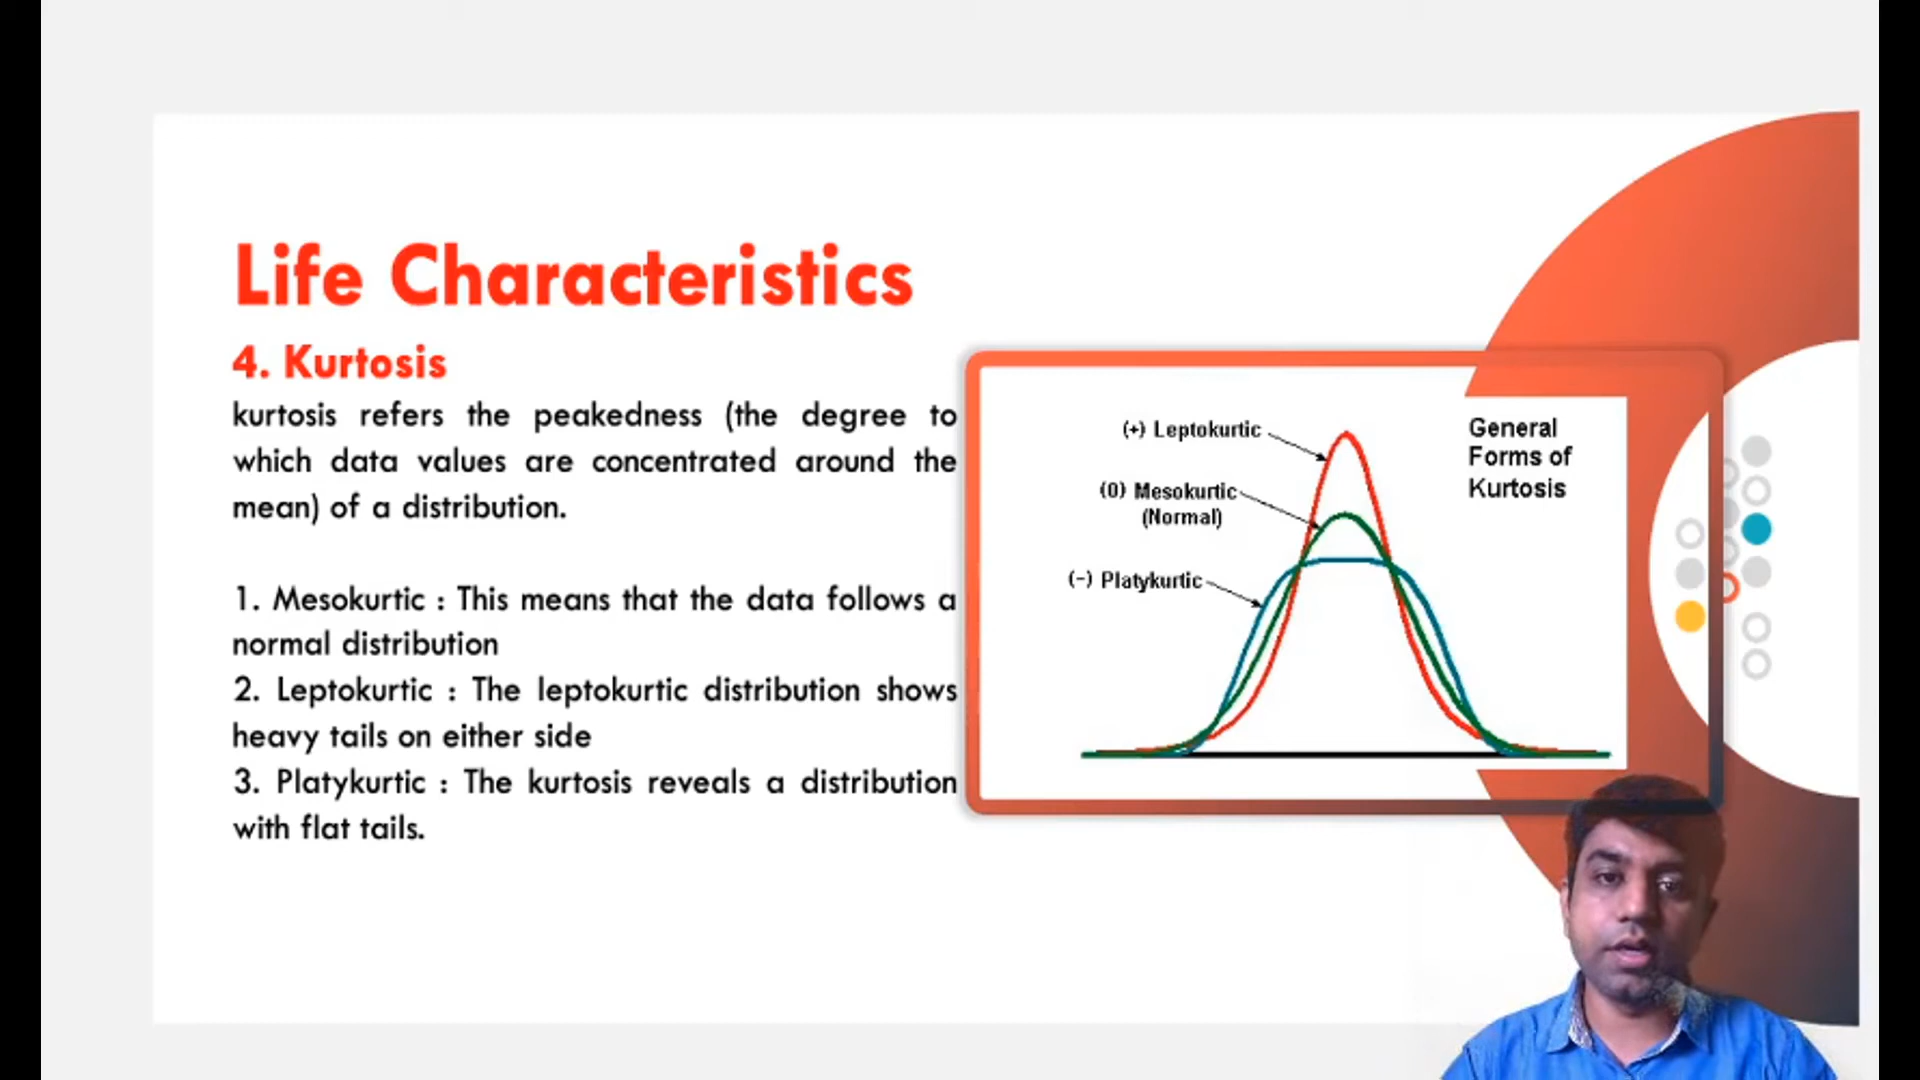 Life Characteristics
4. Kurtosis
kurtosis refers the peakedness (the degree to
which data values are concentrated around the
mean) of a distribution.
1. Mesokurtic : This means that the data follows a
normal distribution
2. Leptokurtic : The leptokurtic distribution shows
heavy tails on either side
3. Platykurtic : The kurtosis reveals a distribution
with flat tails.
(+) Leptokurtic
(0) Mesokurtic
(Normal)
(-) Platykurtic
General
Forms of
Kurtosis